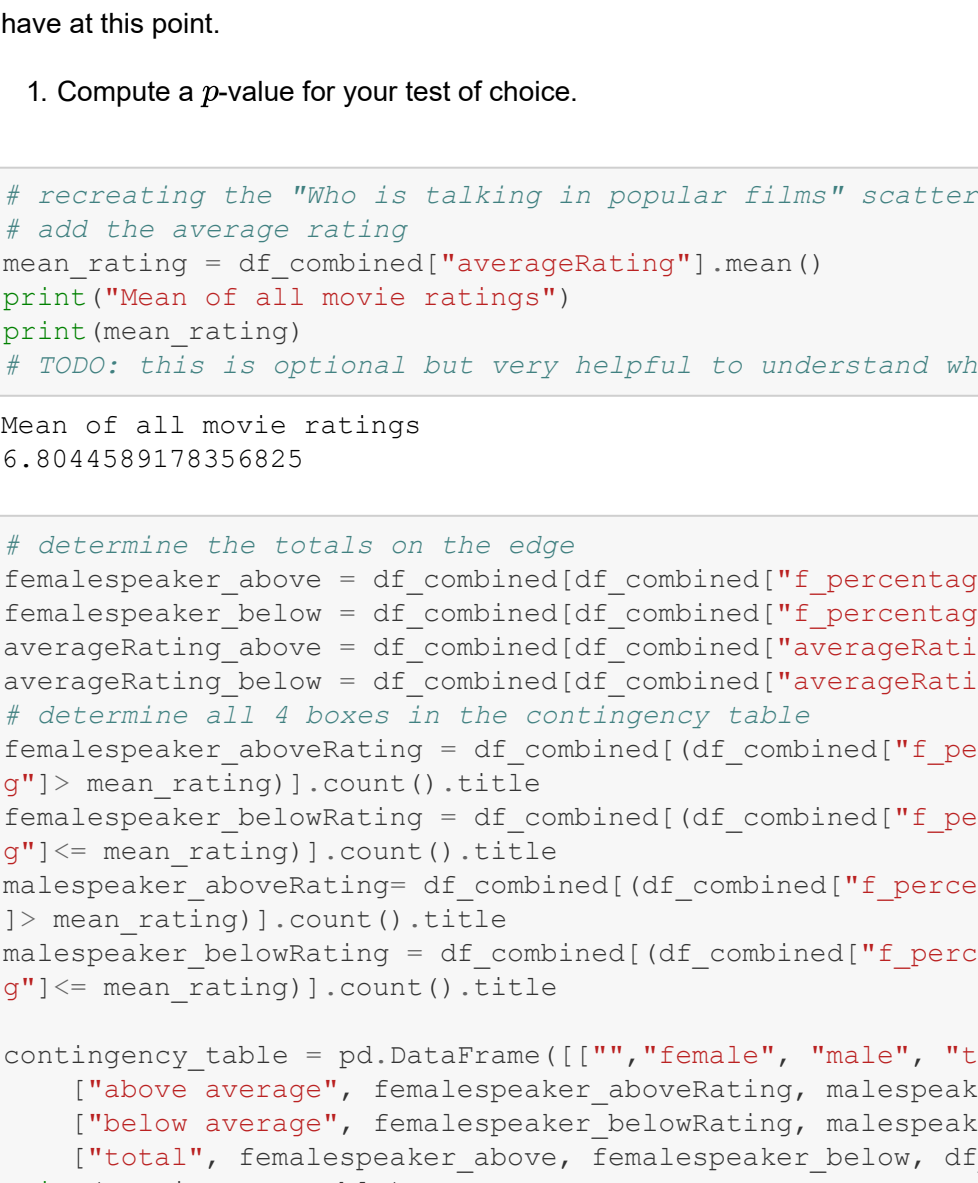 have at this point.
1. Compute a p-value for your test of choice.
# recreating the "Who is talking in popular films" scatter
# add the average rating
mean_rating = df_combined["averageRating"].mean()
print("Mean of all movie ratings")
print(mean_rating)
# TODO: this is optional but very helpful to understand wh
Mean of all movie ratings
6.8044589178356825
# determine the totals on the edge
femalespeaker_above = df_combined[df_combined["f_percentag
femalespeaker_below = df_combined[df_combined["f_percentag
averageRating_above = df_combined[df_combined["averageRati
averageRating_below = df_combined[df_combined["averageRati
# determine all 4 boxes in the contingency table
femalespeaker_aboveRating = df_combined[(df_combined["f_pe
g"]> mean_rating)].count().title
femalespeaker_belowRating = df_combined[(df_combined["f_pe
g"]<= mean_rating)].count().title
malespeaker_aboveRating= df_combined[(df_combined["f_perce
]> mean_rating)].count().title
malespeaker_belowRating = df_combined[(df_combined["f_perc
g"]<= mean_rating)].count().title
contingency_table = pd.DataFrame([["","female", "male", "t
["above average", femalespeaker_aboveRating, malespeak
["below average", femalespeaker_belowRating, malespeak
["total", femalespeaker_above, femalespeaker_below, df